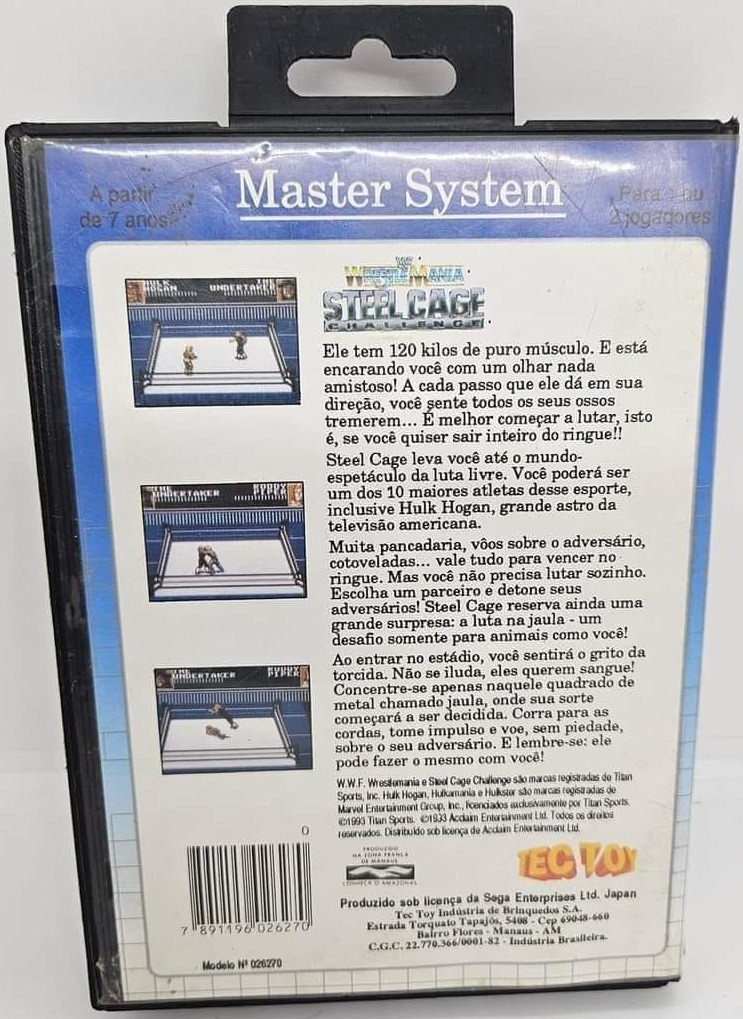 A partir
de 7 anos
Master System
Para 1 ou
2 jogadores
WRESTLEMANIA
STEEL CAGE
CHALLENGE
HOGAN
THE
UNDERTAKER
Ele tem 120 kilos de puro músculo. E está
encarando você com um olhar nada
amistoso! A cada passo que ele dá em sua
direção, você sente todos os seus ossos
tremerem... É melhor começar a lutar, isto
é, se você quiser sair inteiro do ringue!!
Steel Cage leva você até o mundo-
espetáculo da luta livre. Você poderá ser
um dos 10 maiores atletas desse esporte,
inclusive Hulk Hogan, grande astro da
televisão americana.
THE
UNDERTAKER
RODDY
PIPER
Muita pancadaria, vôos sobre o adversário,
cotoveladas... vale tudo para vencer no
ringue. Mas você não precisa lutar sozinho.
Escolha um parceiro e detone seus
adversários! Steel Cage reserva ainda uma
grande surpresa: a luta na jaula - um
desafio somente para animais como você!
THE
UNDERTAKER
RODDY
PIPER
Ao entrar no estádio, você sentirá o grito da
torcida. Não se iluda, eles querem sangue!
Concentre-se apenas naquele quadrado de
metal chamado jaula, onde sua sorte
começará a ser decidida. Corra para as
cordas, tome impulso e voe, sem piedade,
sobre o seu adversário. E lembre-se: ele
pode fazer o mesmo com você!
W.W.F. Wrestlemania e Steel Cage Challenge são marcas registradas de Titan
Sports, Inc. Hulk Hogan, Hulkamania e Hulkster são marcas registradas de
Marvel Entertainment Group, Inc., licenciados exclusivamente por Titan Sports.
©1993 Titan Sports. ©1993 Acclaim Entertainment Ltd. Todos os direitos
reservados. Distribuído sob licença de Acclaim Entertainment Ltd.
0
7 891196 026270
Modelo Nº 026270
PRODUZIDO
NA ZONA FRANCA
DE MANAUS
CONHEÇA O AMAZONAS
TEC TOY
Produzido sob licença da Sega Enterprises Ltd. Japan
Tec Toy Indústria de Brinquedos S.A.
Estrada Torquato Tapajós, 5408 - Cep 69048-660
Bairro Flores - Manaus - AM
C.G.C. 22.770.366/0001-82 - Indústria Brasileira.